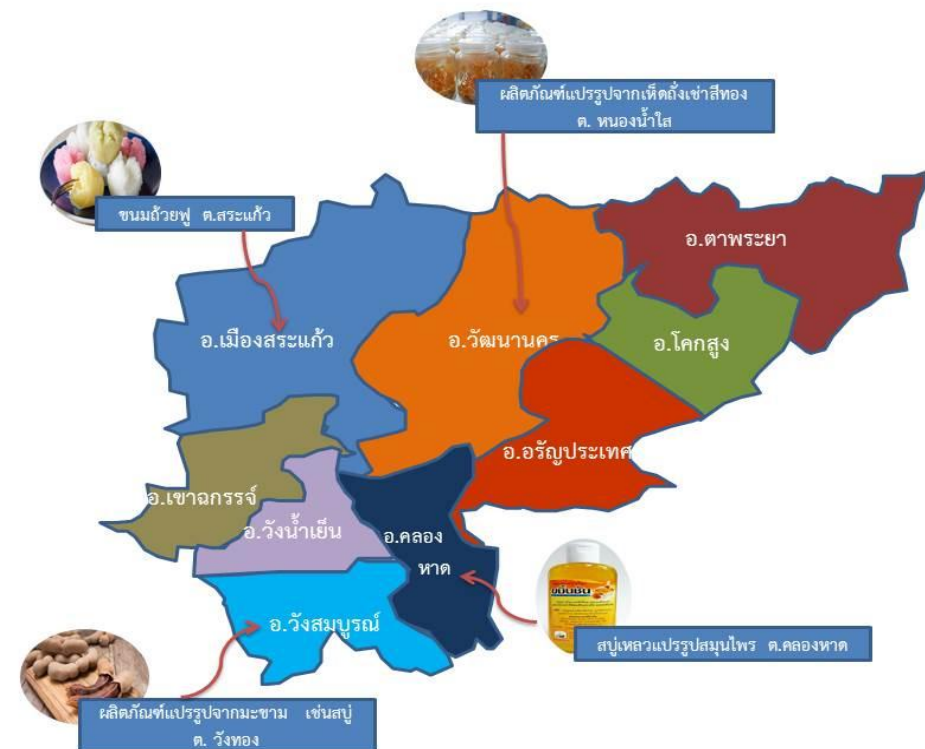 ผลิตภัณฑ์แปรรูปจากเห็ดถั่งเช่าสีทอง
ต. หนองน้ำใส
ขนมถ้วยฟู ต.สระแก้ว
อ.ตาพระยา
อ.เมืองสระแก้ว
อ.วัฒนานคร
อ.โคกสูง
อ.อรัญประเทศ
อ.เขาฉกรรจ์
อ.วังน้ำเย็น
อ.คลอง
หาด
อ.วังสมบูรณ์
ขมิ้นชัน
สบู่เหลวแปรรูปสมุนไพร ต.คลองหาด
ผลิตภัณฑ์แปรรูปจากมะขาม เช่นสบู่
ต. วังทอง